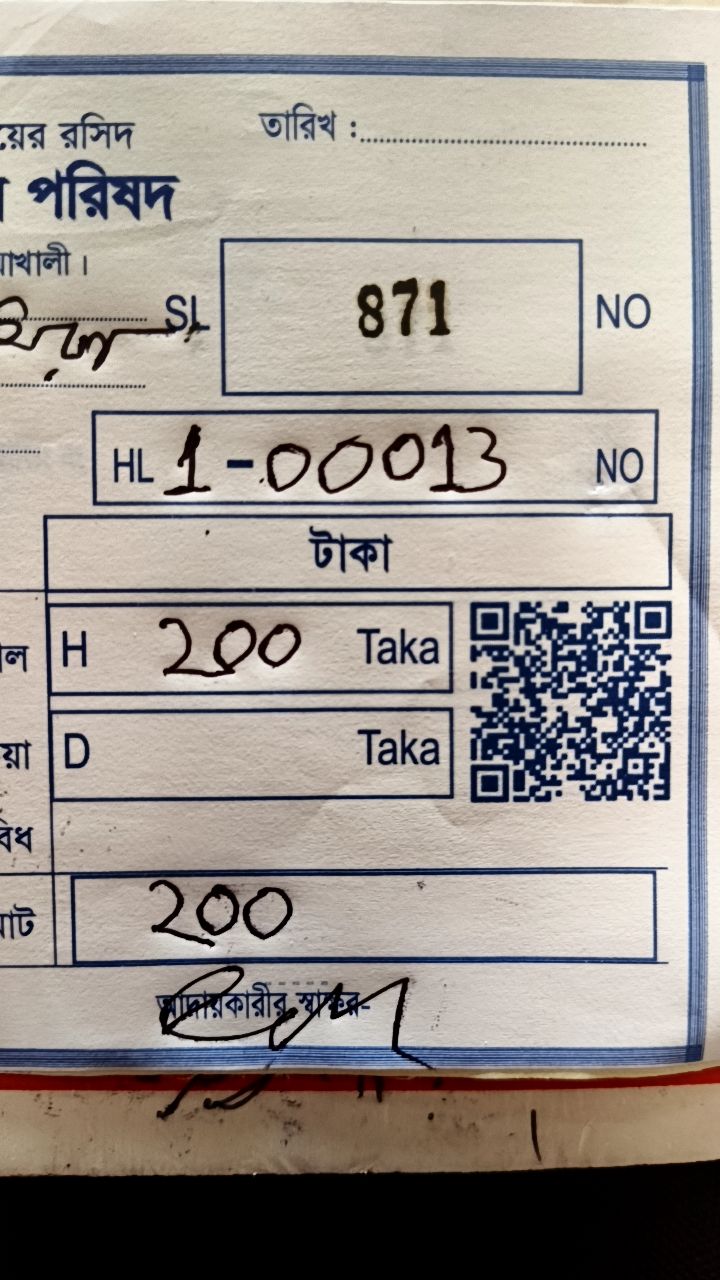 রসিদ তারিখ :
পরিষদ
SL 871 NO
HL 1-00013 NO
টাকা
H 200 Taka
D Taka
200
আদায়কারীর স্বাক্ষর-